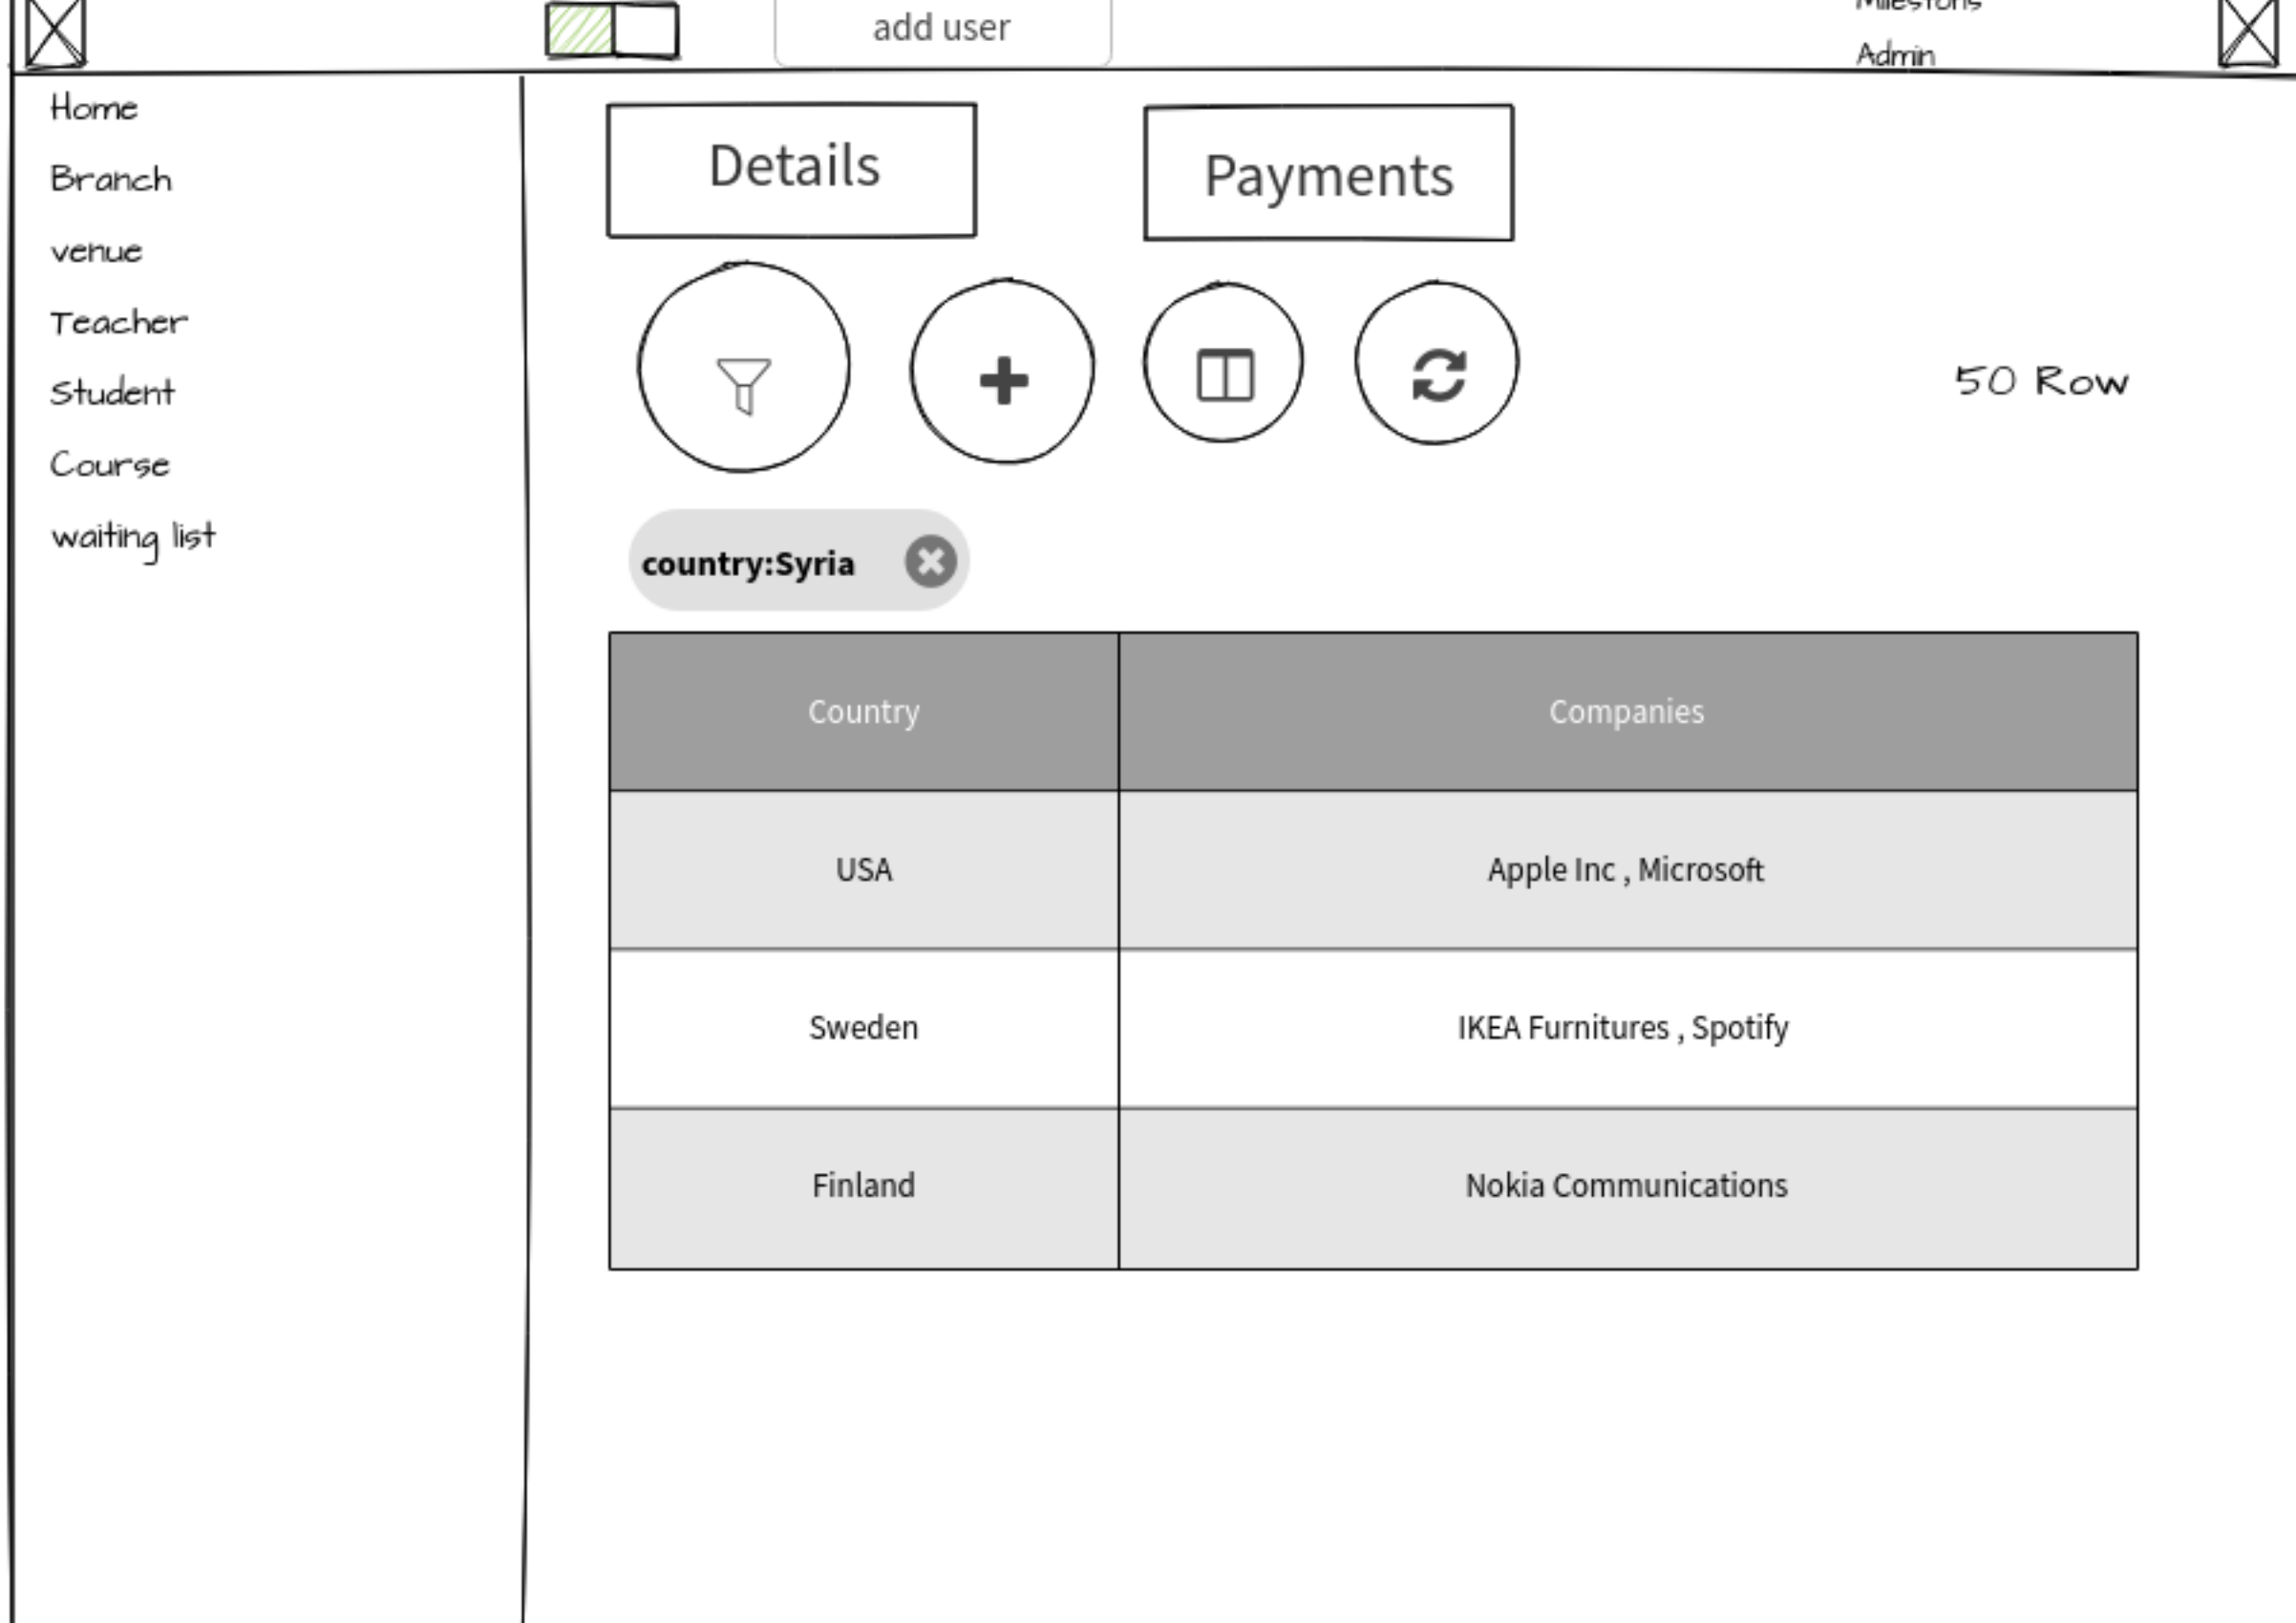 add user
Milestons
Admin
Home
Branch
venue
Teacher
Student
Course
waiting list
Details
Payments
50 Row
country:Syria
Country Companies
USA Apple Inc , Microsoft
Sweden IKEA Furnitures , Spotify
Finland Nokia Communications